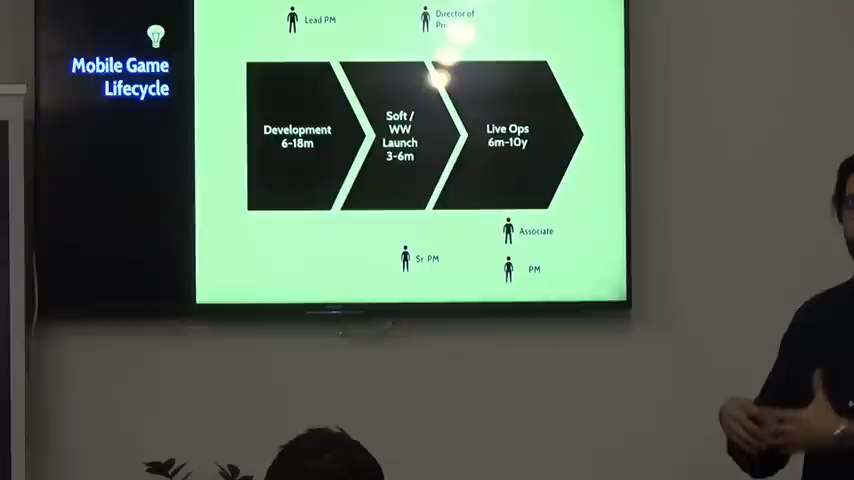 Mobile Game
Lifecycle
Lead PM
Director of
Development
6-18m
Soft /
WW
Launch
3-6m
Live Ops
6m-10y
Sr PM
Associate
PM